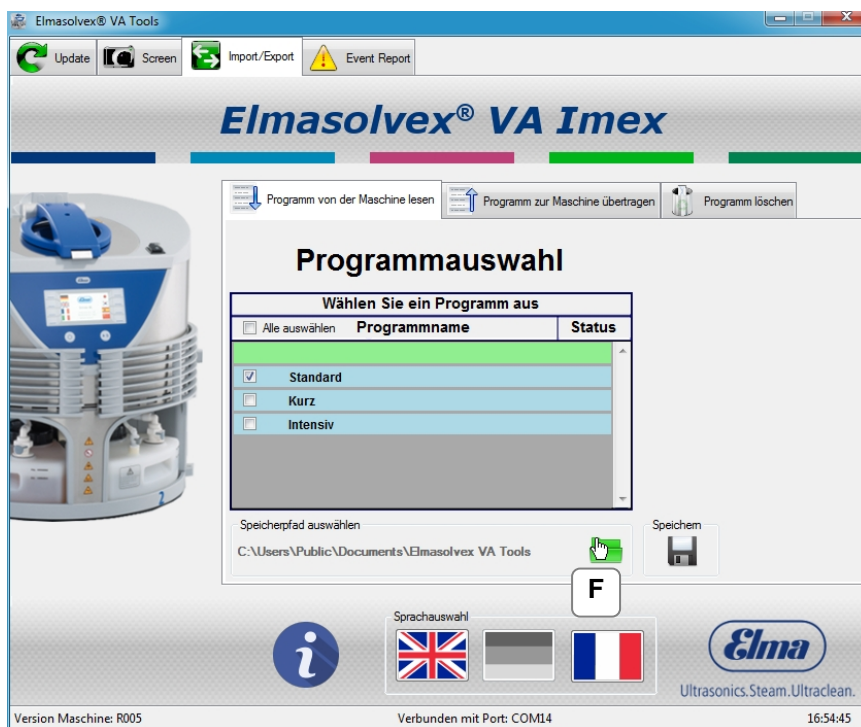 Elmasolvex® VA Tools
Update Screen Import/Export Event Report
Elmasolvex® VA Imex
Programm von der Maschine lesen Programm zur Maschine übertragen Programm löschen
Programmauswahl
Wählen Sie ein Programm aus
Alle auswählen Programmname Status
Standard
Kurz
Intensiv
Speicherpfad auswählen Speichern
C:\Users\Public\Documents\Elmasolvex VA Tools
F
Sprachauswahl
i
Elma
Ultrasonics.Steam.Ultraclean.
Version Maschine: R005 Verbunden mit Port: COM14 16:54:45
2